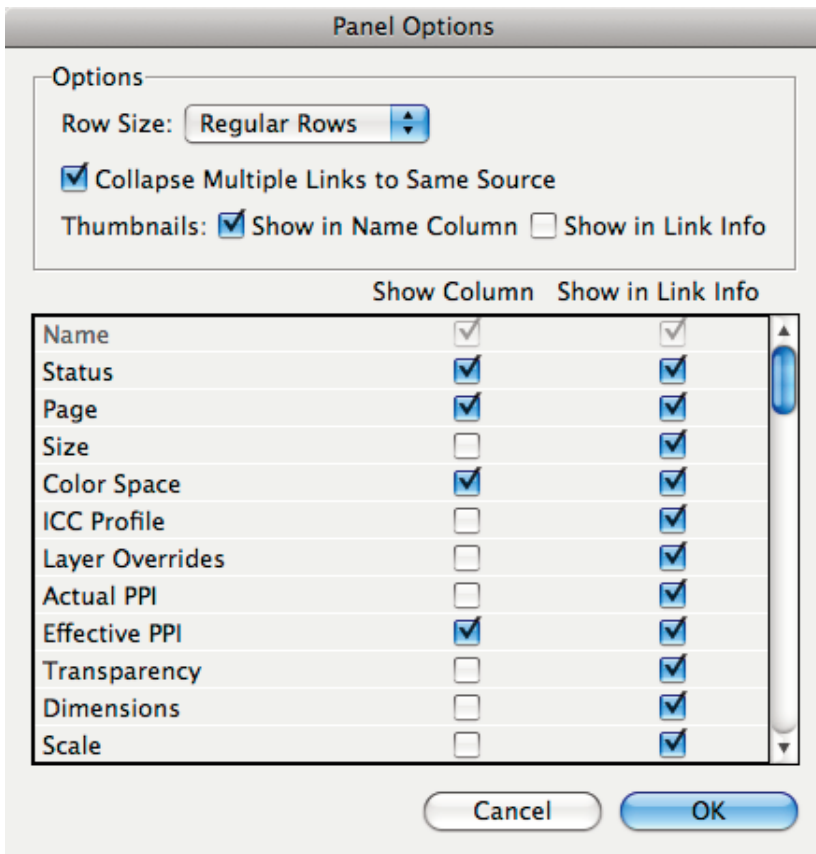 Panel Options
Options
Row Size: Regular Rows
Collapse Multiple Links to Same Source
Thumbnails: Show in Name Column Show in Link Info
Show Column Show in Link Info
Name
Status
Page
Size
Color Space
ICC Profile
Layer Overrides
Actual PPI
Effective PPI
Transparency
Dimensions
Scale
Cancel OK